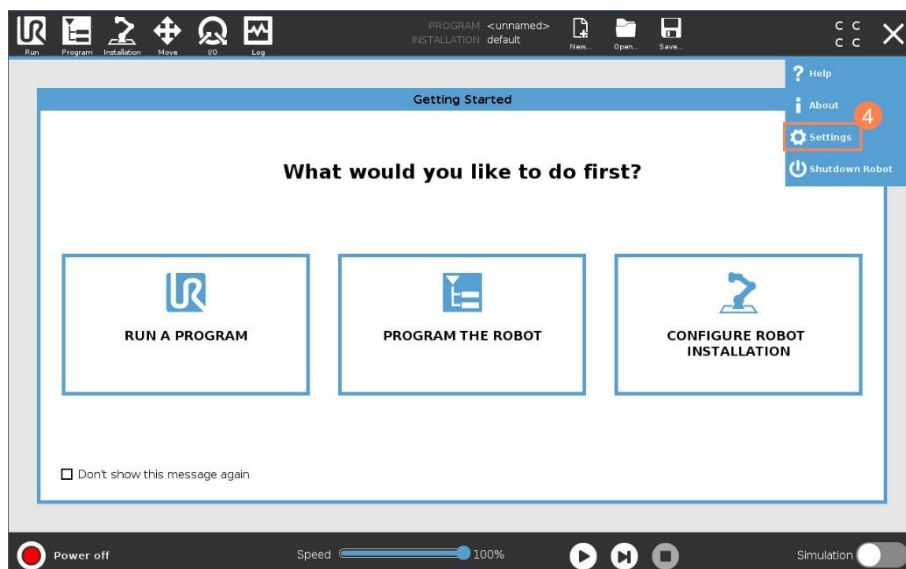 PROGRAM <unnamed>
INSTALLATION default
Run
Program
Installation
Move
I/O
Log
New...
Open...
Save...
C C
C C
Help
About
4
Settings
Shutdown Robot
Getting Started
What would you like to do first?
RUN A PROGRAM
PROGRAM THE ROBOT
CONFIGURE ROBOT
INSTALLATION
Don't show this message again
Power off
Speed
100%
Simulation